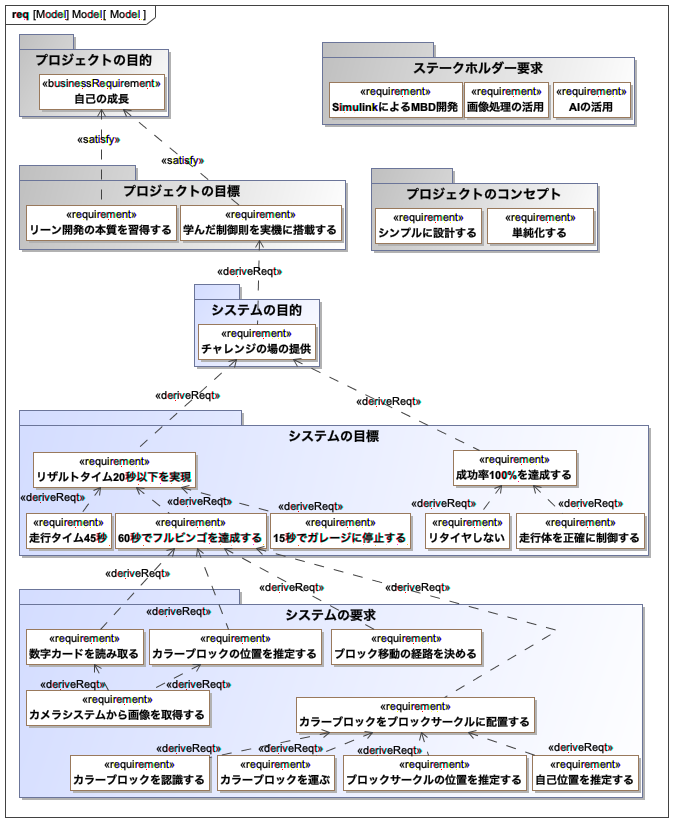 req [Model] Model[ Model ]
プロジェクトの目的
«businessRequirement»
自己の成長
ステークホルダー要求
«requirement»
SimulinkによるMBD開発
«requirement»
画像処理の活用
«requirement»
AIの活用
«satisfy»
«satisfy»
プロジェクトの目標
«requirement»
リーン開発の本質を習得する
«requirement»
学んだ制御則を実機に搭載する
プロジェクトのコンセプト
«requirement»
シンプルに設計する
«requirement»
単純化する
«deriveReqt»
システムの目的
«requirement»
チャレンジの場の提供
«deriveReqt»
«deriveReqt»
システムの目標
«requirement»
リザルトタイム20秒以下を実現
«requirement»
成功率100%を達成する
«deriveReqt»
«deriveReqt»
«deriveReqt»
«deriveReqt»
«deriveReqt»
«requirement»
走行タイム45秒
«requirement»
60秒でフルビンゴを達成する
«requirement»
15秒でガレージに停止する
«requirement»
リタイヤしない
«requirement»
走行体を正確に制御する
«deriveReqt»
«deriveReqt»
«deriveReqt»
«deriveReqt»
システムの要求
«requirement»
数字カードを読み取る
«requirement»
カラーブロックの位置を推定する
«requirement»
ブロック移動の経路を決める
«deriveReqt»
«deriveReqt»
«requirement»
カメラシステムから画像を取得する
«requirement»
カラーブロックをブロックサークルに配置する
«deriveReqt»
«deriveReqt»
«deriveReqt»
«deriveReqt»
«requirement»
カラーブロックを認識する
«requirement»
カラーブロックを運ぶ
«requirement»
ブロックサークルの位置を推定する
«requirement»
自己位置を推定する